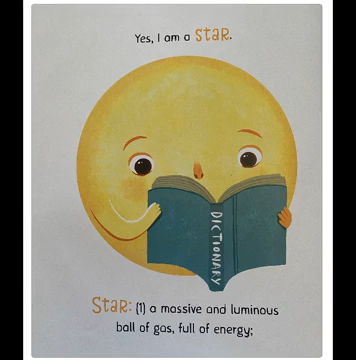 Yes, I am a STAR.
DICTIONARY
STAR: (1) a massive and luminous
ball of gas, full of energy;